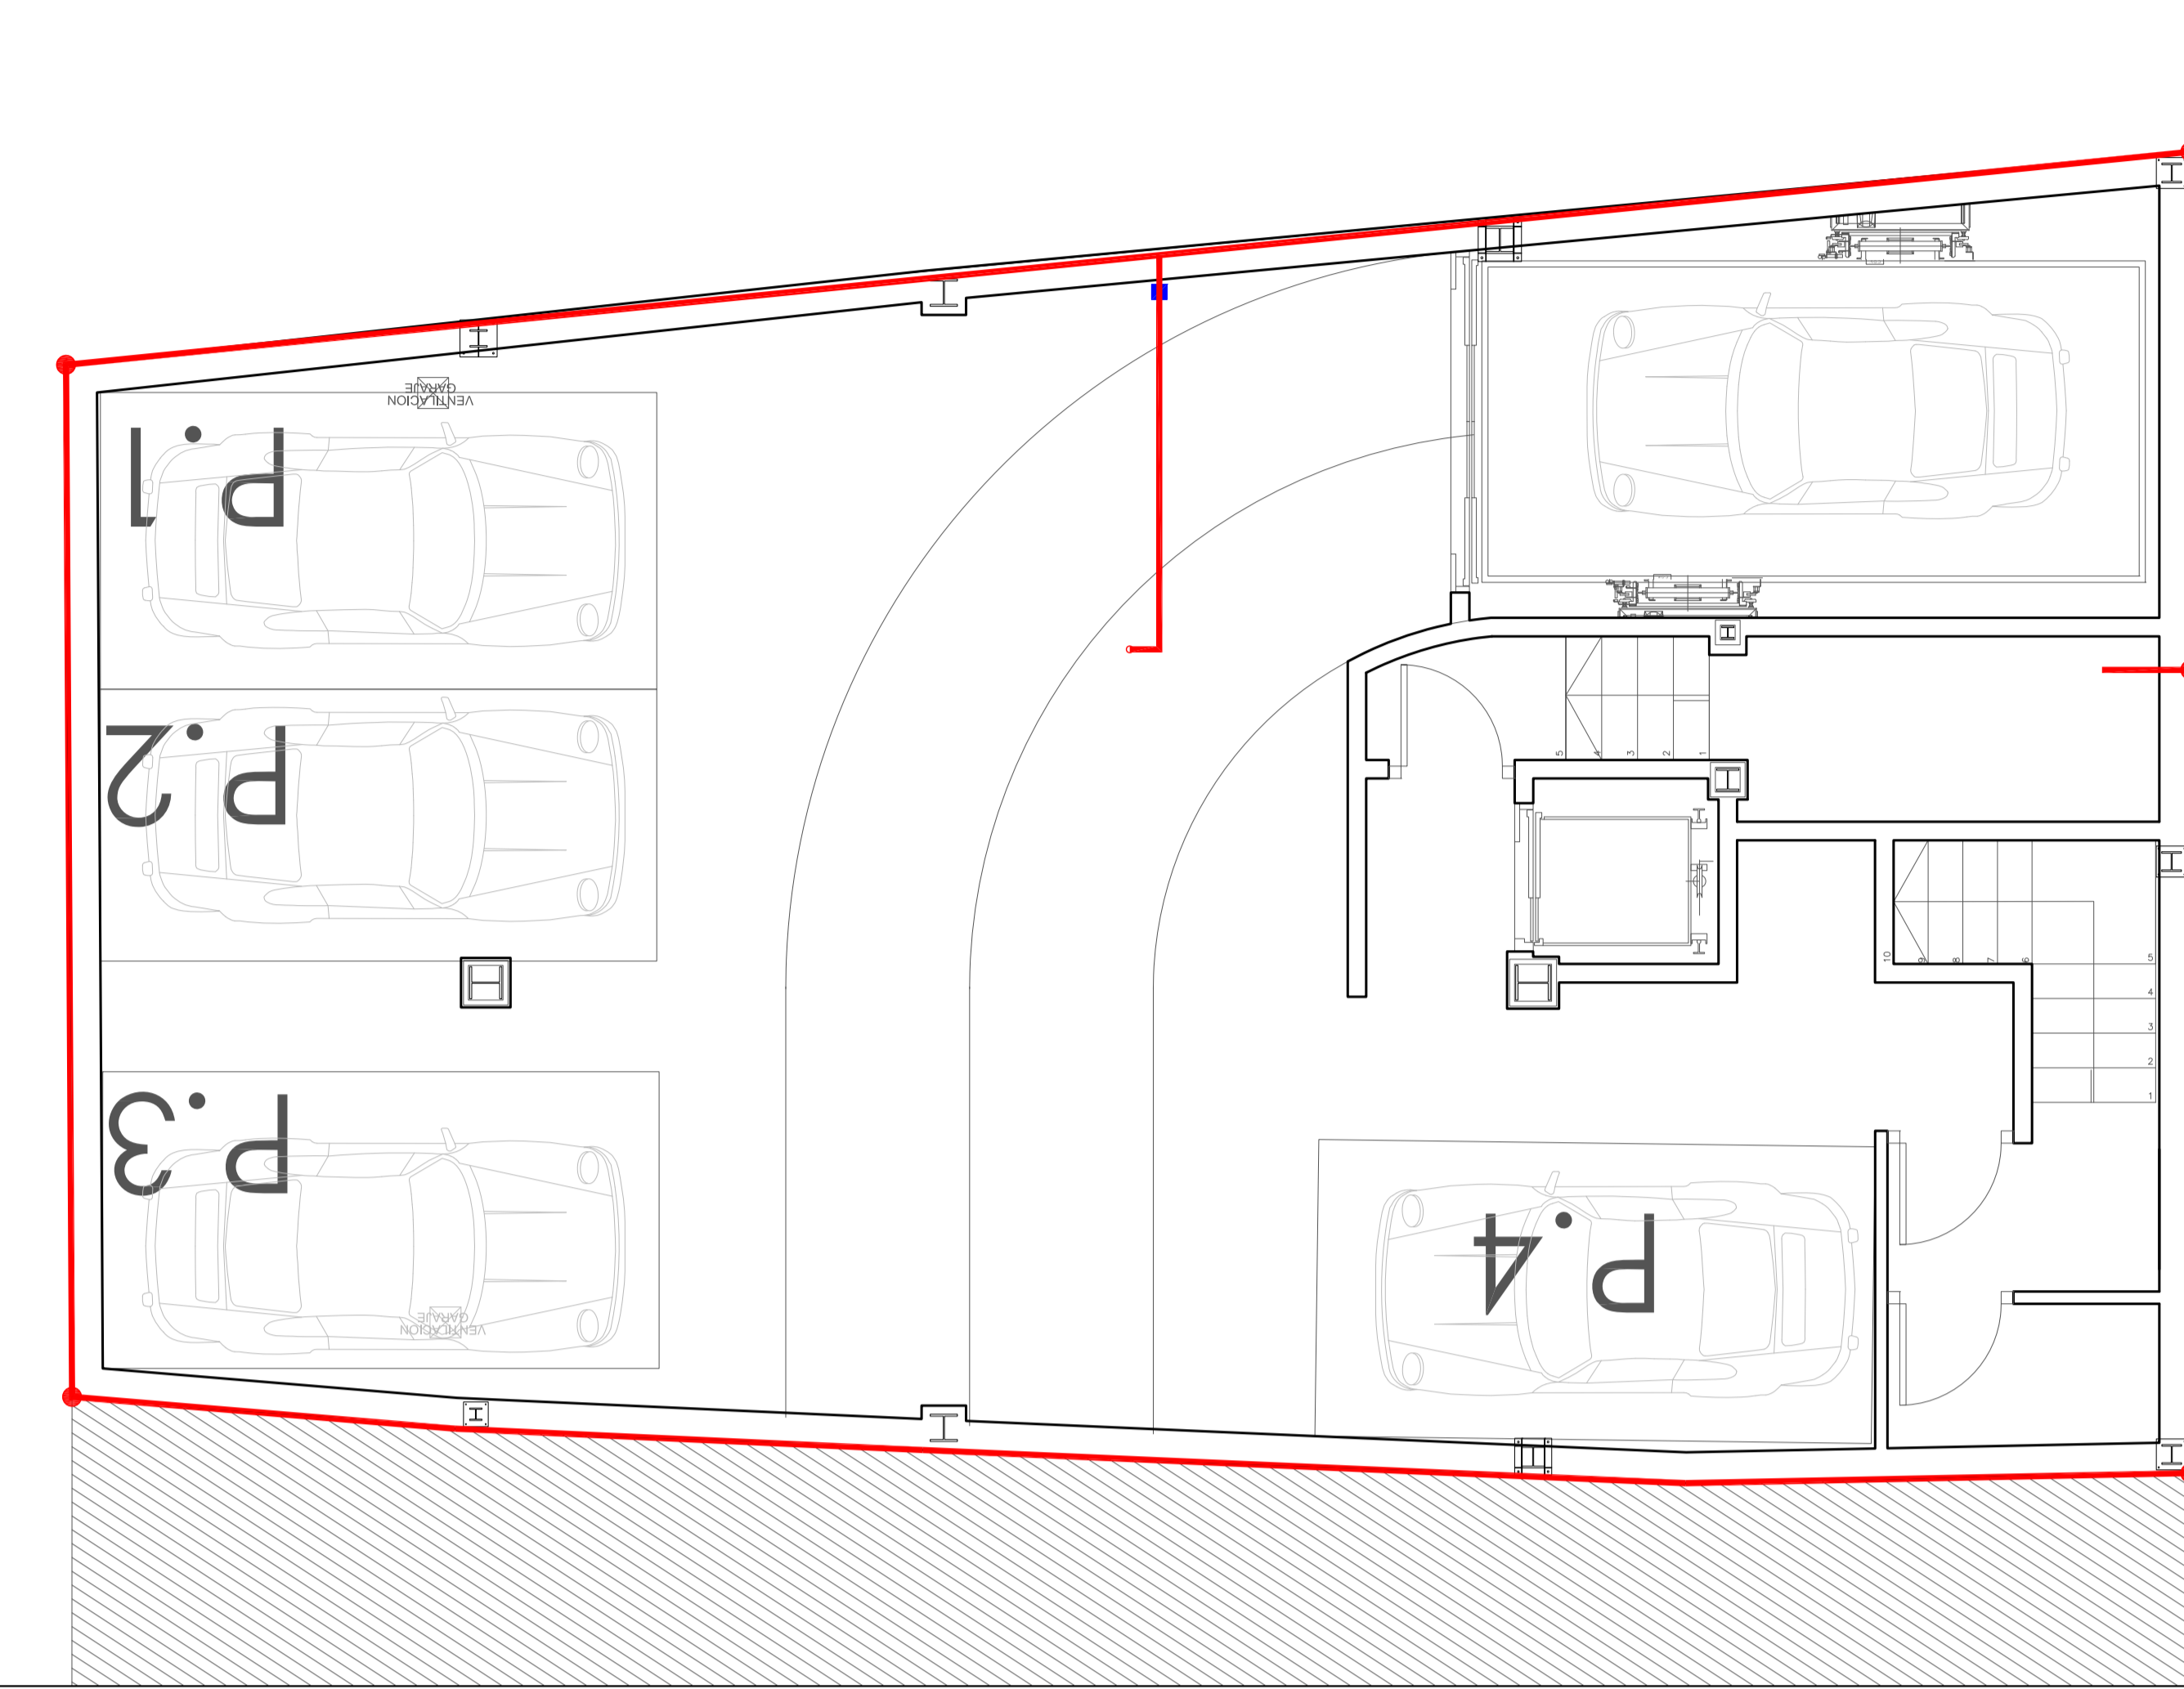 VENTILACION
GARAJE
P.1
P.2
P.3
P.4
VENTILACION
GARAJE
5 4 3 2 1
10 9 8 7 6
5
4
3
2
1